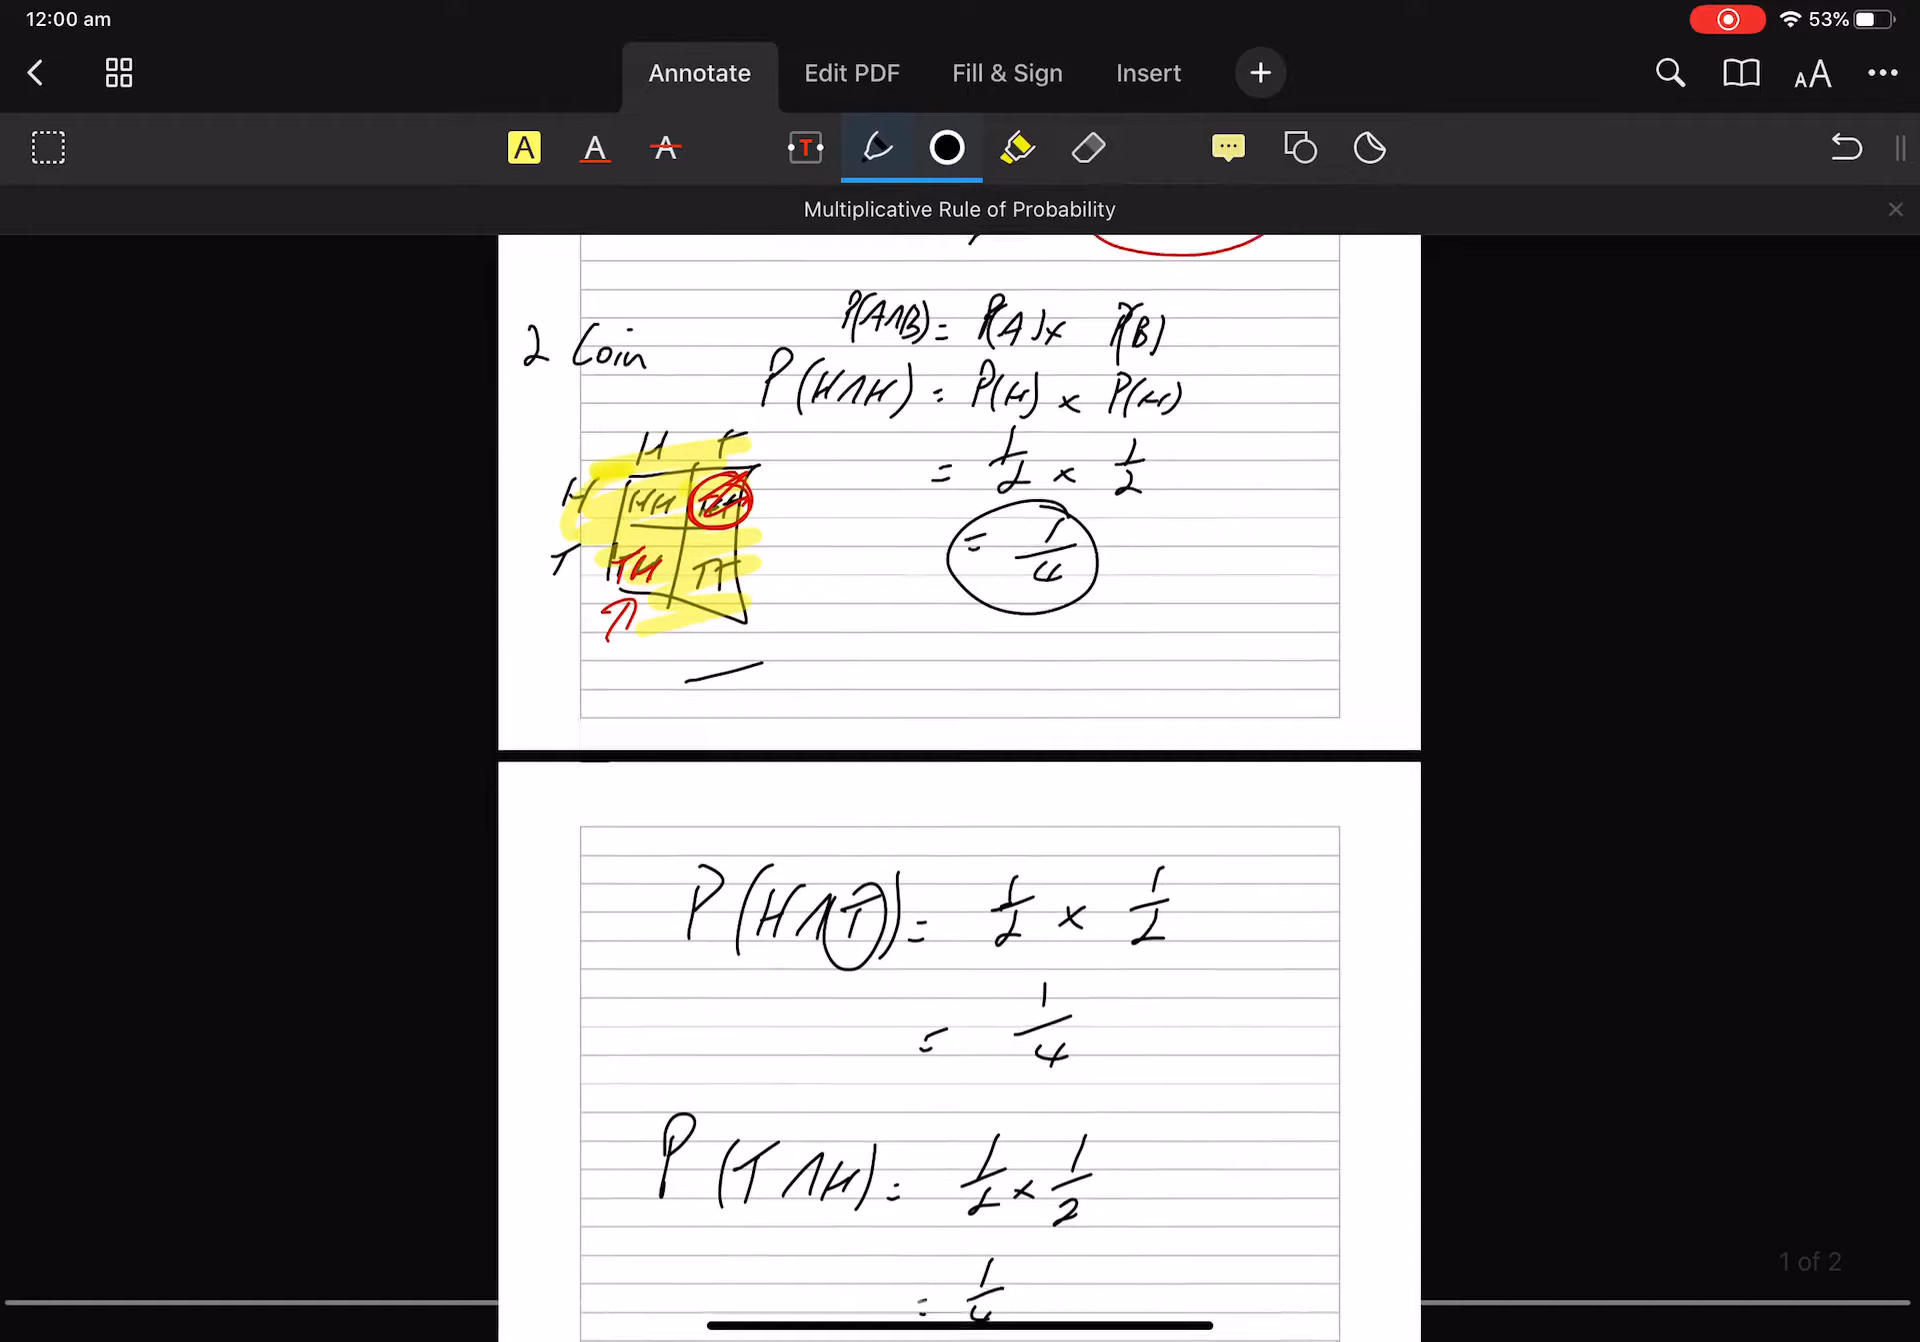 12:00 am 53%
Annotate Edit PDF Fill & Sign Insert
A A A T AA
Multiplicative Rule of Probability
P(A∩B) = P(A) x P(B)
2 Coin
P(H∩H) = P(H) x P(H)
H T
= 1/2 x 1/2
H HH
= 1/4
T TH TT
P(H∩T) = 1/2 x 1/2
= 1/4
P(T∩H) = 1/2 x 1/2
= 1/4
1 of 2